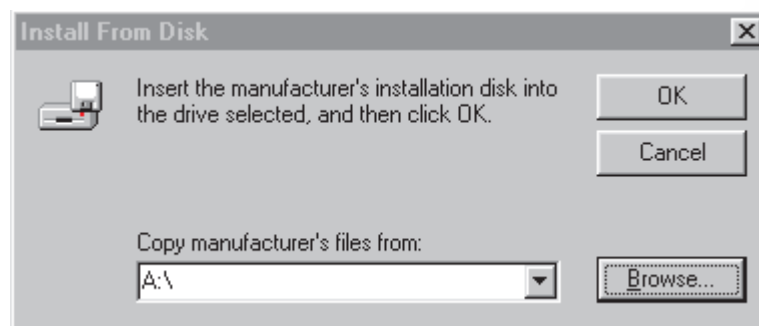 Install From Disk
Insert the manufacturer's installation disk into
the drive selected, and then click OK.
OK
Cancel
Copy manufacturer's files from:
A:\
Browse...